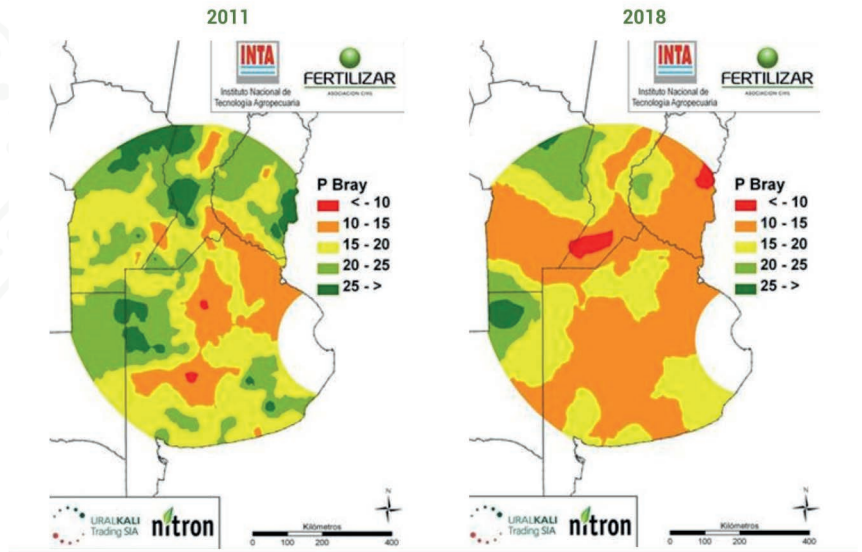 2011
INTA
Instituto Nacional de
Tecnología Agropecuaria
FERTILIZAR
ASOCIACION CIVIL
P Bray
< - 10
10 - 15
15 - 20
20 - 25
25 - >
URALKALI
Trading SIA
nitron
N
Kilómetros
0 100 200 400
2018
INTA
Instituto Nacional de
Tecnología Agropecuaria
FERTILIZAR
ASOCIACION CIVIL
P Bray
< - 10
10 - 15
15 - 20
20 - 25
25 - >
URALKALI
Trading SIA
nitron
N
Kilómetros
0 100 200 400